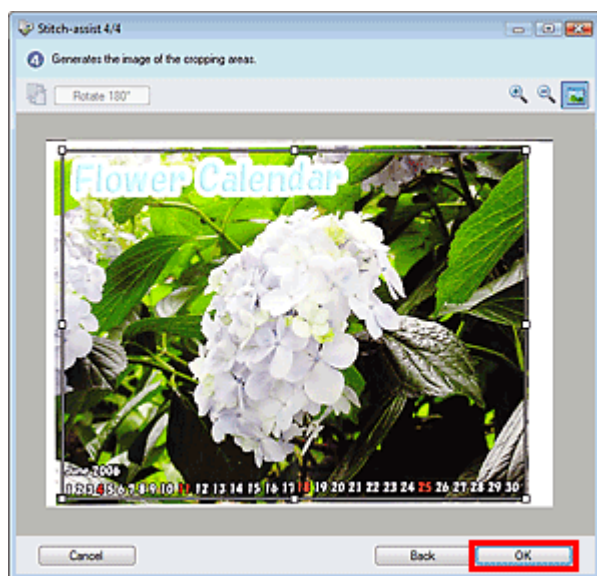 Stitch-assist 4/4
4 Generates the image of the cropping areas.
Rotate 180°
Flower Calendar
June 2006
1 2 3 4 5 6 7 8 9 10 11 12 13 14 15 16 17 18 19 20 21 22 23 24 25 26 27 28 29 30
Cancel
Back
OK